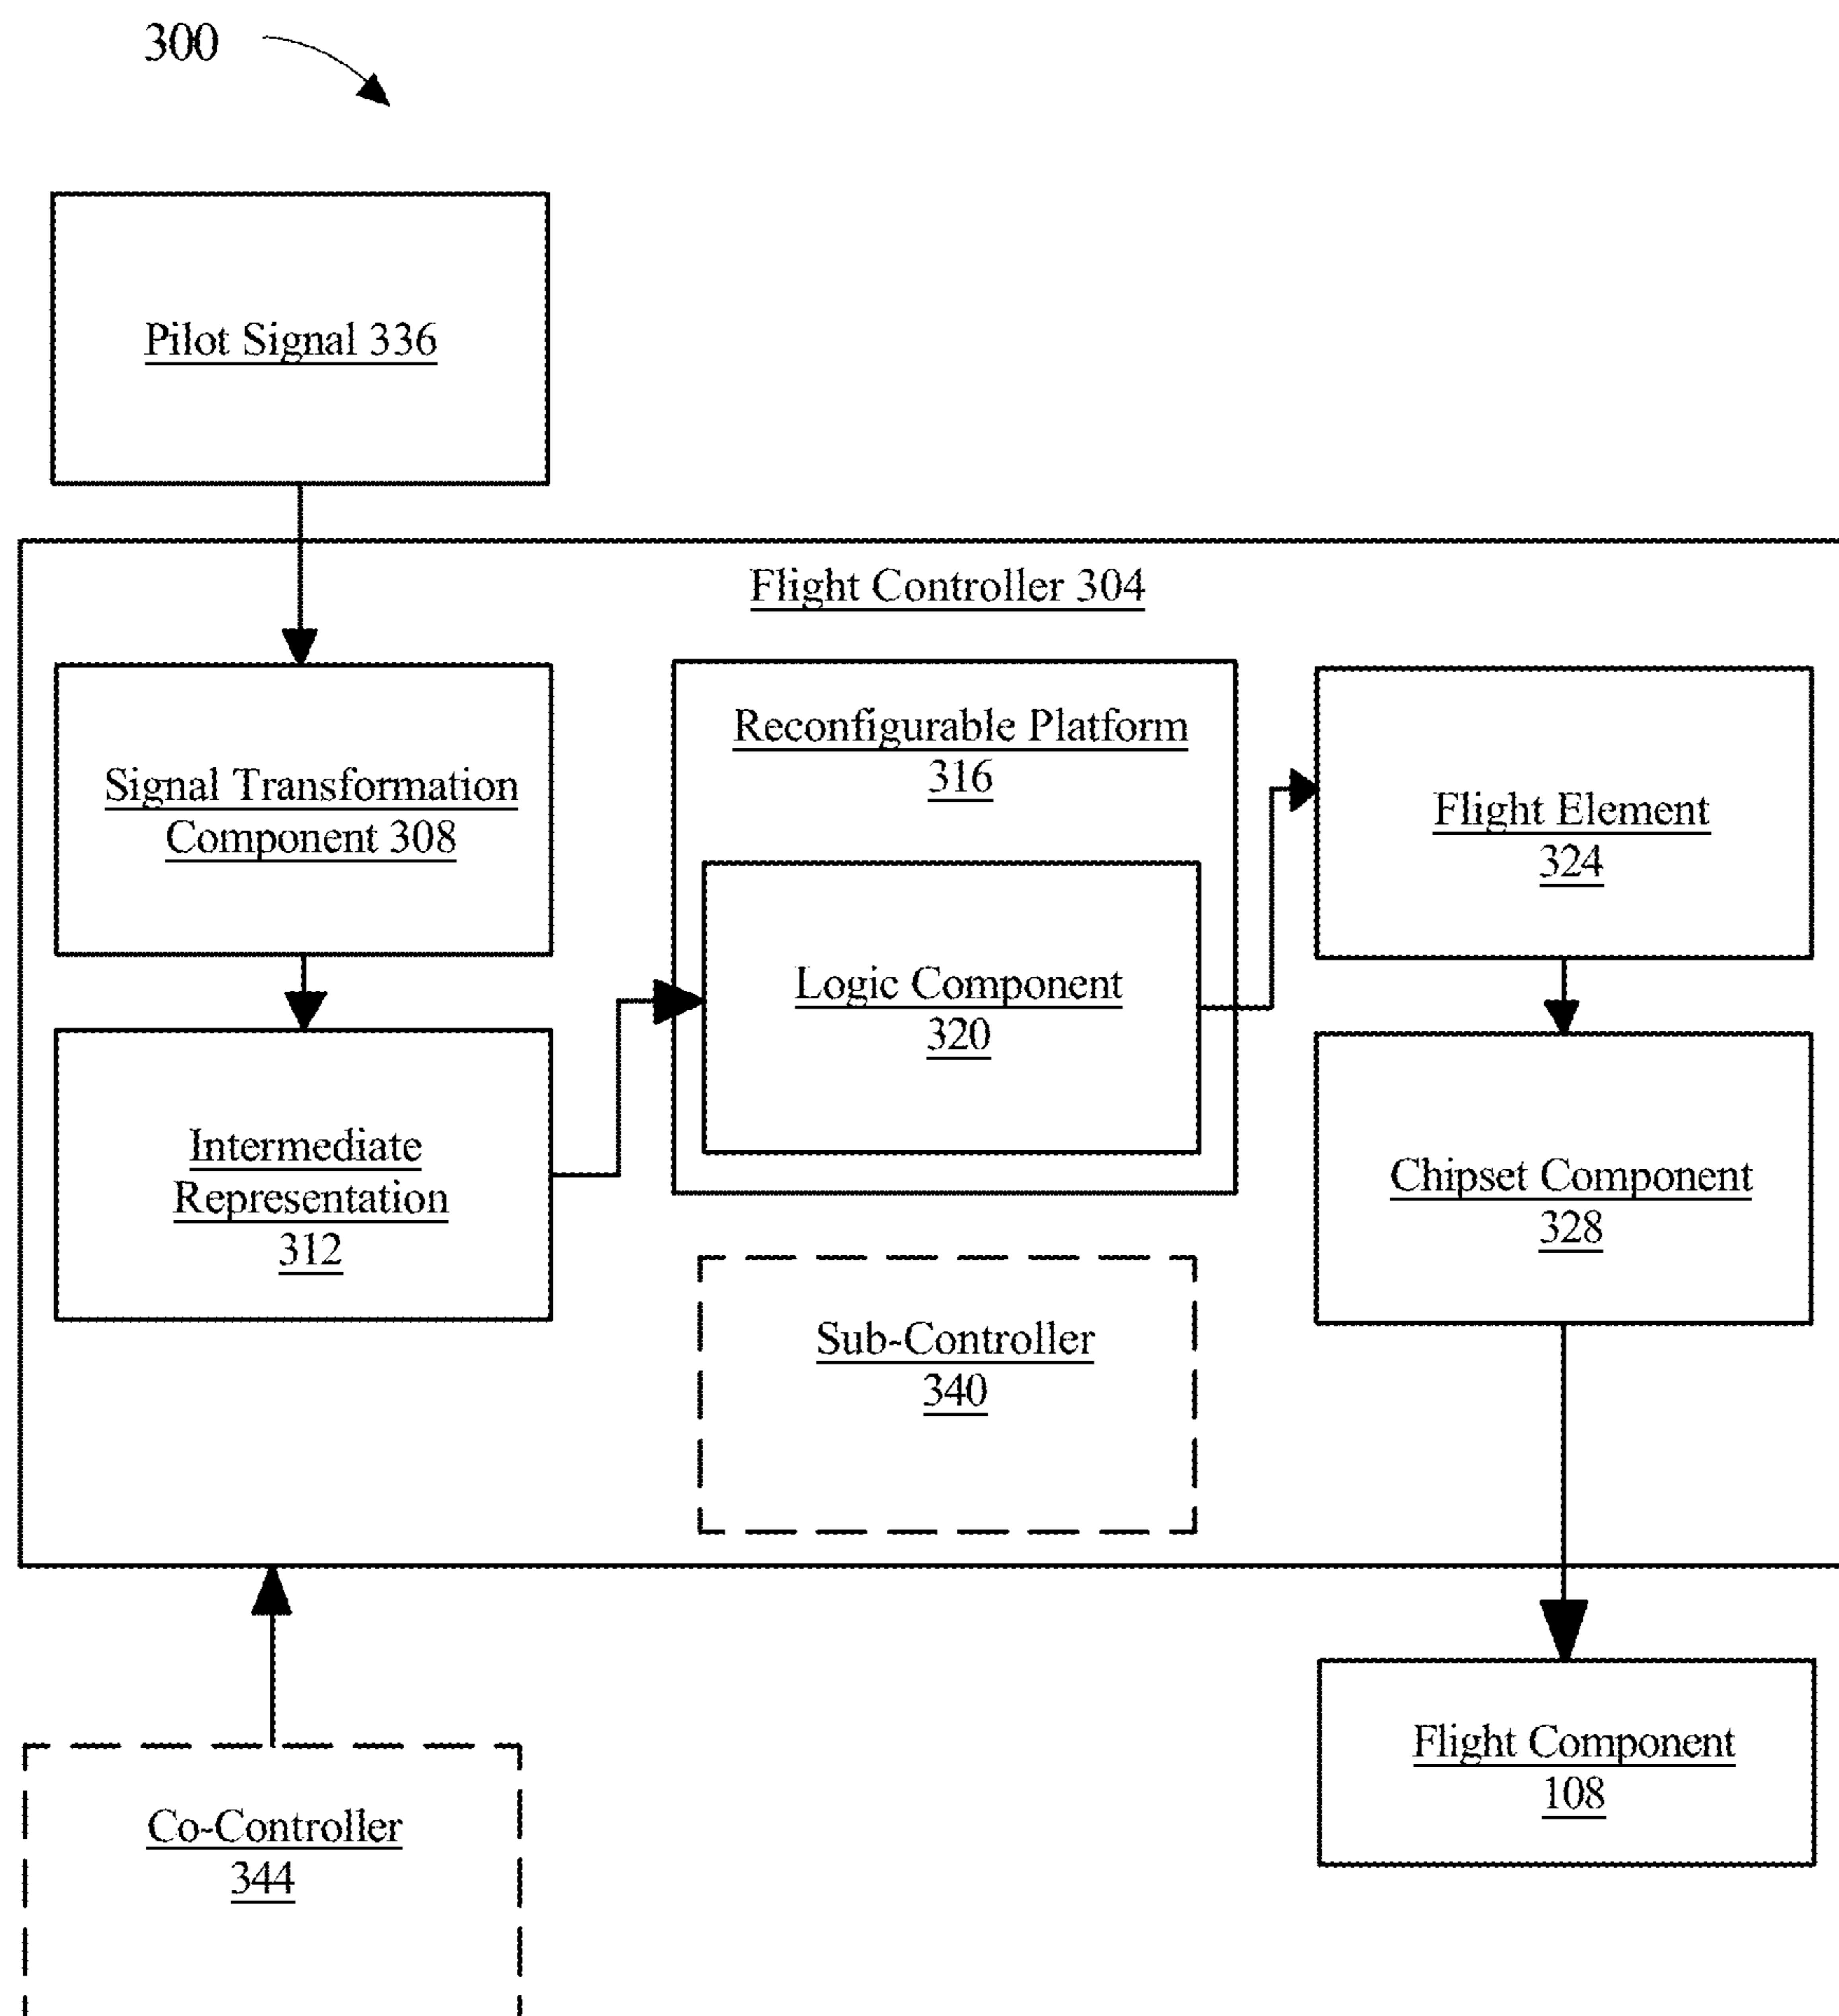 300
Pilot Signal 336
Flight Controller 304
Signal Transformation
Component 308
Intermediate
Representation
312
Reconfigurable Platform
316
Logic Component
320
Sub-Controller
340
Flight Element
324
Chipset Component
328
Co-Controller
344
Flight Component
108